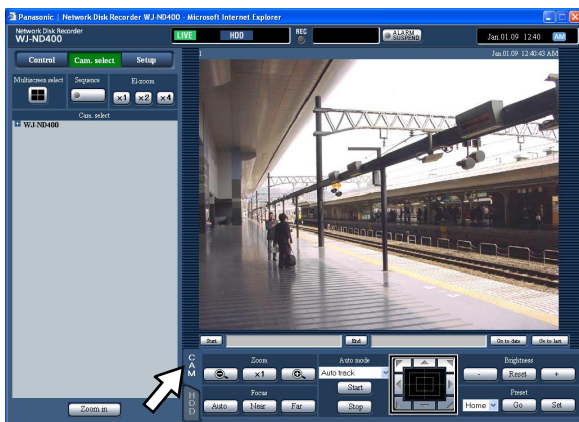 Panasonic | Network Disk Recorder WJ-ND400 - Microsoft Internet Explorer
Network Disk Recorder
WJ-ND400
LIVE HDD REC ALARM SUSPEND Jan.01.09 12:40 AM
Control Cam. select Setup
1 Jan.01.09 12:40:43 AM
Multiscreen select Sequence El-zoom
x1 x2 x4
Cam. select
WJ-ND400
Start End Go to date Go to last
CAM
Zoom Auto mode Brightness
x1 Auto track - Reset +
Start
HDD
Focus Preset
Auto Near Far Stop Home Go Set
Zoom in